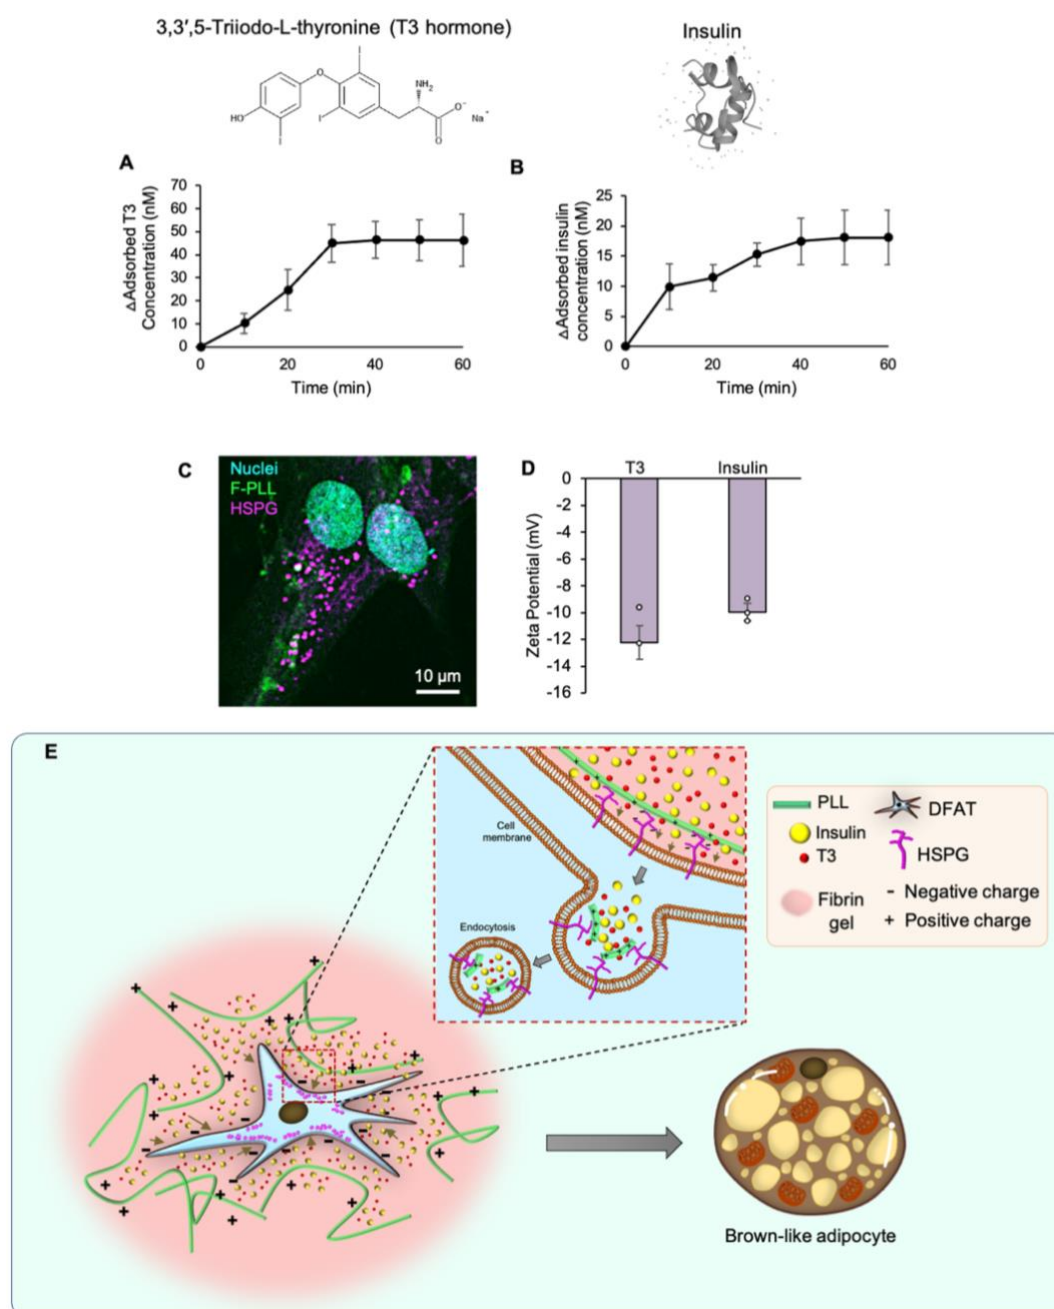 3,3′,5-Triiodo-L-thyronine (T3 hormone)
Insulin
I
O
NH₂
O⁻
Na⁺
HO
I
I
O
A
ΔAdsorbed T3
Concentration (nM)
70
60
50
40
30
20
10
0
0
20
40
60
Time (min)
B
ΔAdsorbed insulin
concentration (nM)
25
20
15
10
5
0
0
20
40
60
Time (min)
C
Nuclei
F-PLL
HSPG
10 µm
D
T3
Insulin
Zeta Potential (mV)
0
-2
-4
-6
-8
-10
-12
-14
-16
E
Cell
membrane
Endocytosis
PLL
DFAT
Insulin
T3
HSPG
Fibrin
gel
- Negative charge
+ Positive charge
Brown-like adipocyte